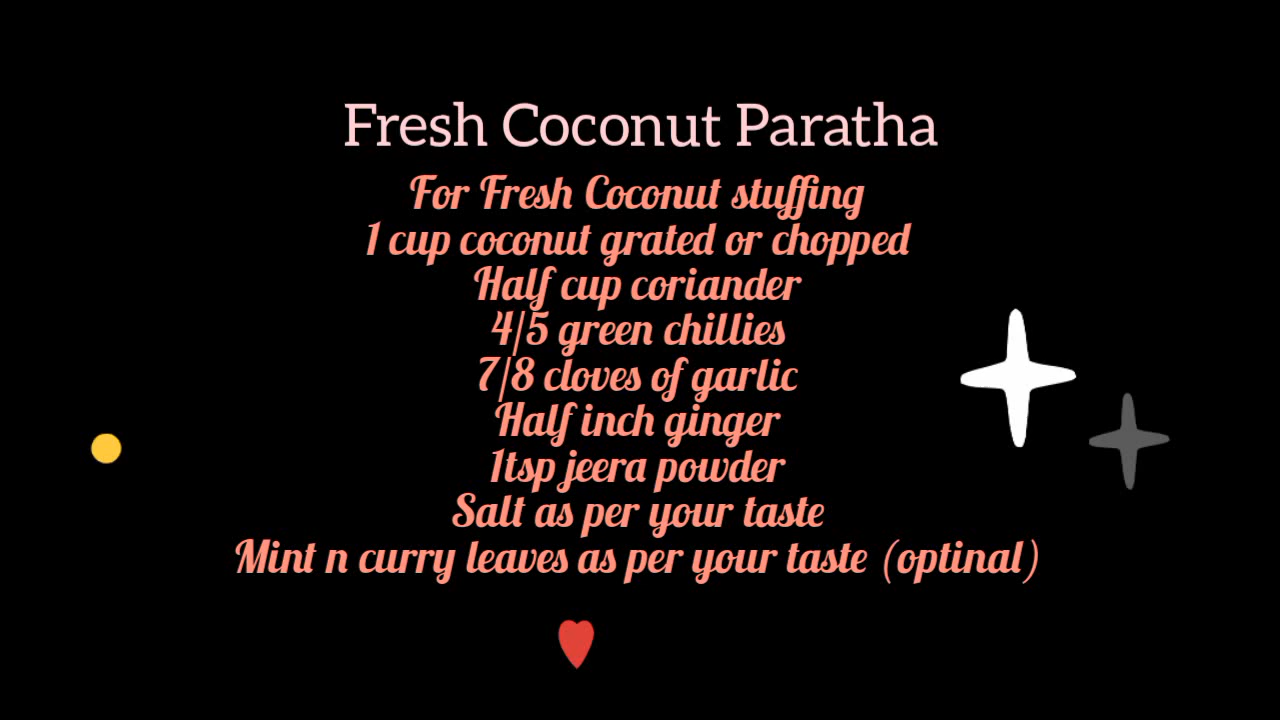 Fresh Coconut Paratha
For Fresh Coconut stuffing
1 cup coconut grated or chopped
Half cup coriander
4/5 green chillies
7/8 cloves of garlic
Half inch ginger
1tsp jeera powder
Salt as per your taste
Mint n curry leaves as per your taste (optinal)